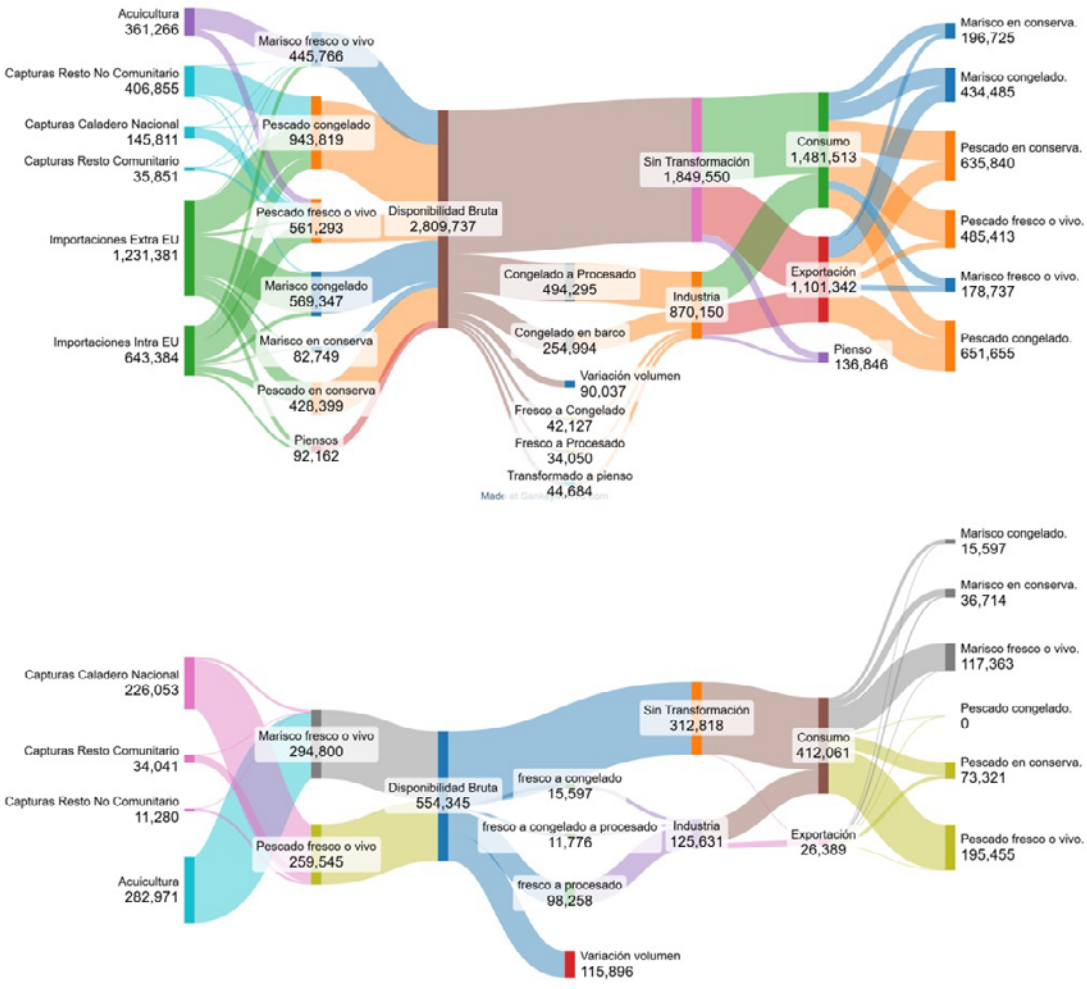 Acuicultura
361,266
Capturas Resto No Comunitario
406,855
Capturas Caladero Nacional
145,811
Capturas Resto Comunitario
35,851
Importaciones Extra EU
1,231,381
Importaciones Intra EU
643,384
Marisco fresco o vivo
445,766
Pescado congelado
943,819
Pescado fresco o vivo
561,293
Marisco congelado
569,347
Marisco en conserva
82,749
Pescado en conserva
428,399
Piensos
92,162
Disponibilidad Bruta
2,809,737
Congelado a Procesado
494,295
Congelado en barco
254,994
Variación volumen
90,037
Fresco a Congelado
42,127
Fresco a Procesado
34,050
Transformado a pienso
44,684
Made at
Sin Transformación
1,849,550
Industria
870,150
Consumo
1,481,513
Exportación
1,101,342
Pienso
136,846
Marisco en conserva.
196,725
Marisco congelado.
434,485
Pescado en conserva.
635,840
Pescado fresco o vivo.
485,413
Marisco fresco o vivo.
178,737
Pescado congelado.
651,655
Capturas Caladero Nacional
226,053
Capturas Resto Comunitario
34,041
Capturas Resto No Comunitario
11,280
Acuicultura
282,971
Marisco fresco o vivo
294,800
Pescado fresco o vivo
259,545
Disponibilidad Bruta
554,345
fresco a congelado
15,597
fresco a congelado a procesado
11,776
fresco a procesado
98,258
Variación volumen
115,896
Sin Transformación
312,818
Industria
125,631
Consumo
412,061
Exportación
26,389
Marisco congelado.
15,597
Marisco en conserva.
36,714
Marisco fresco o vivo.
117,363
Pescado congelado.
0
Pescado en conserva.
73,321
Pescado fresco o vivo.
195,455